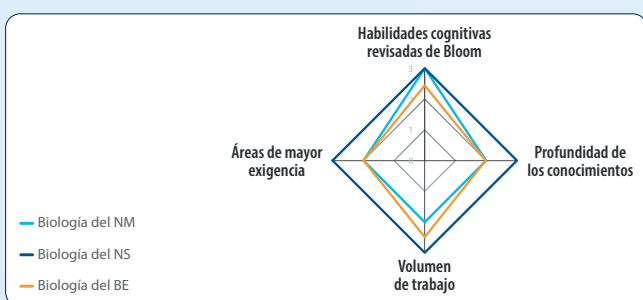 Habilidades cognitivas
revisadas de Bloom
3
2
1
0
Áreas de mayor
exigencia
Profundidad de
los conocimientos
Volumen
de trabajo
Biología del NM
Biología del NS
Biología del BE